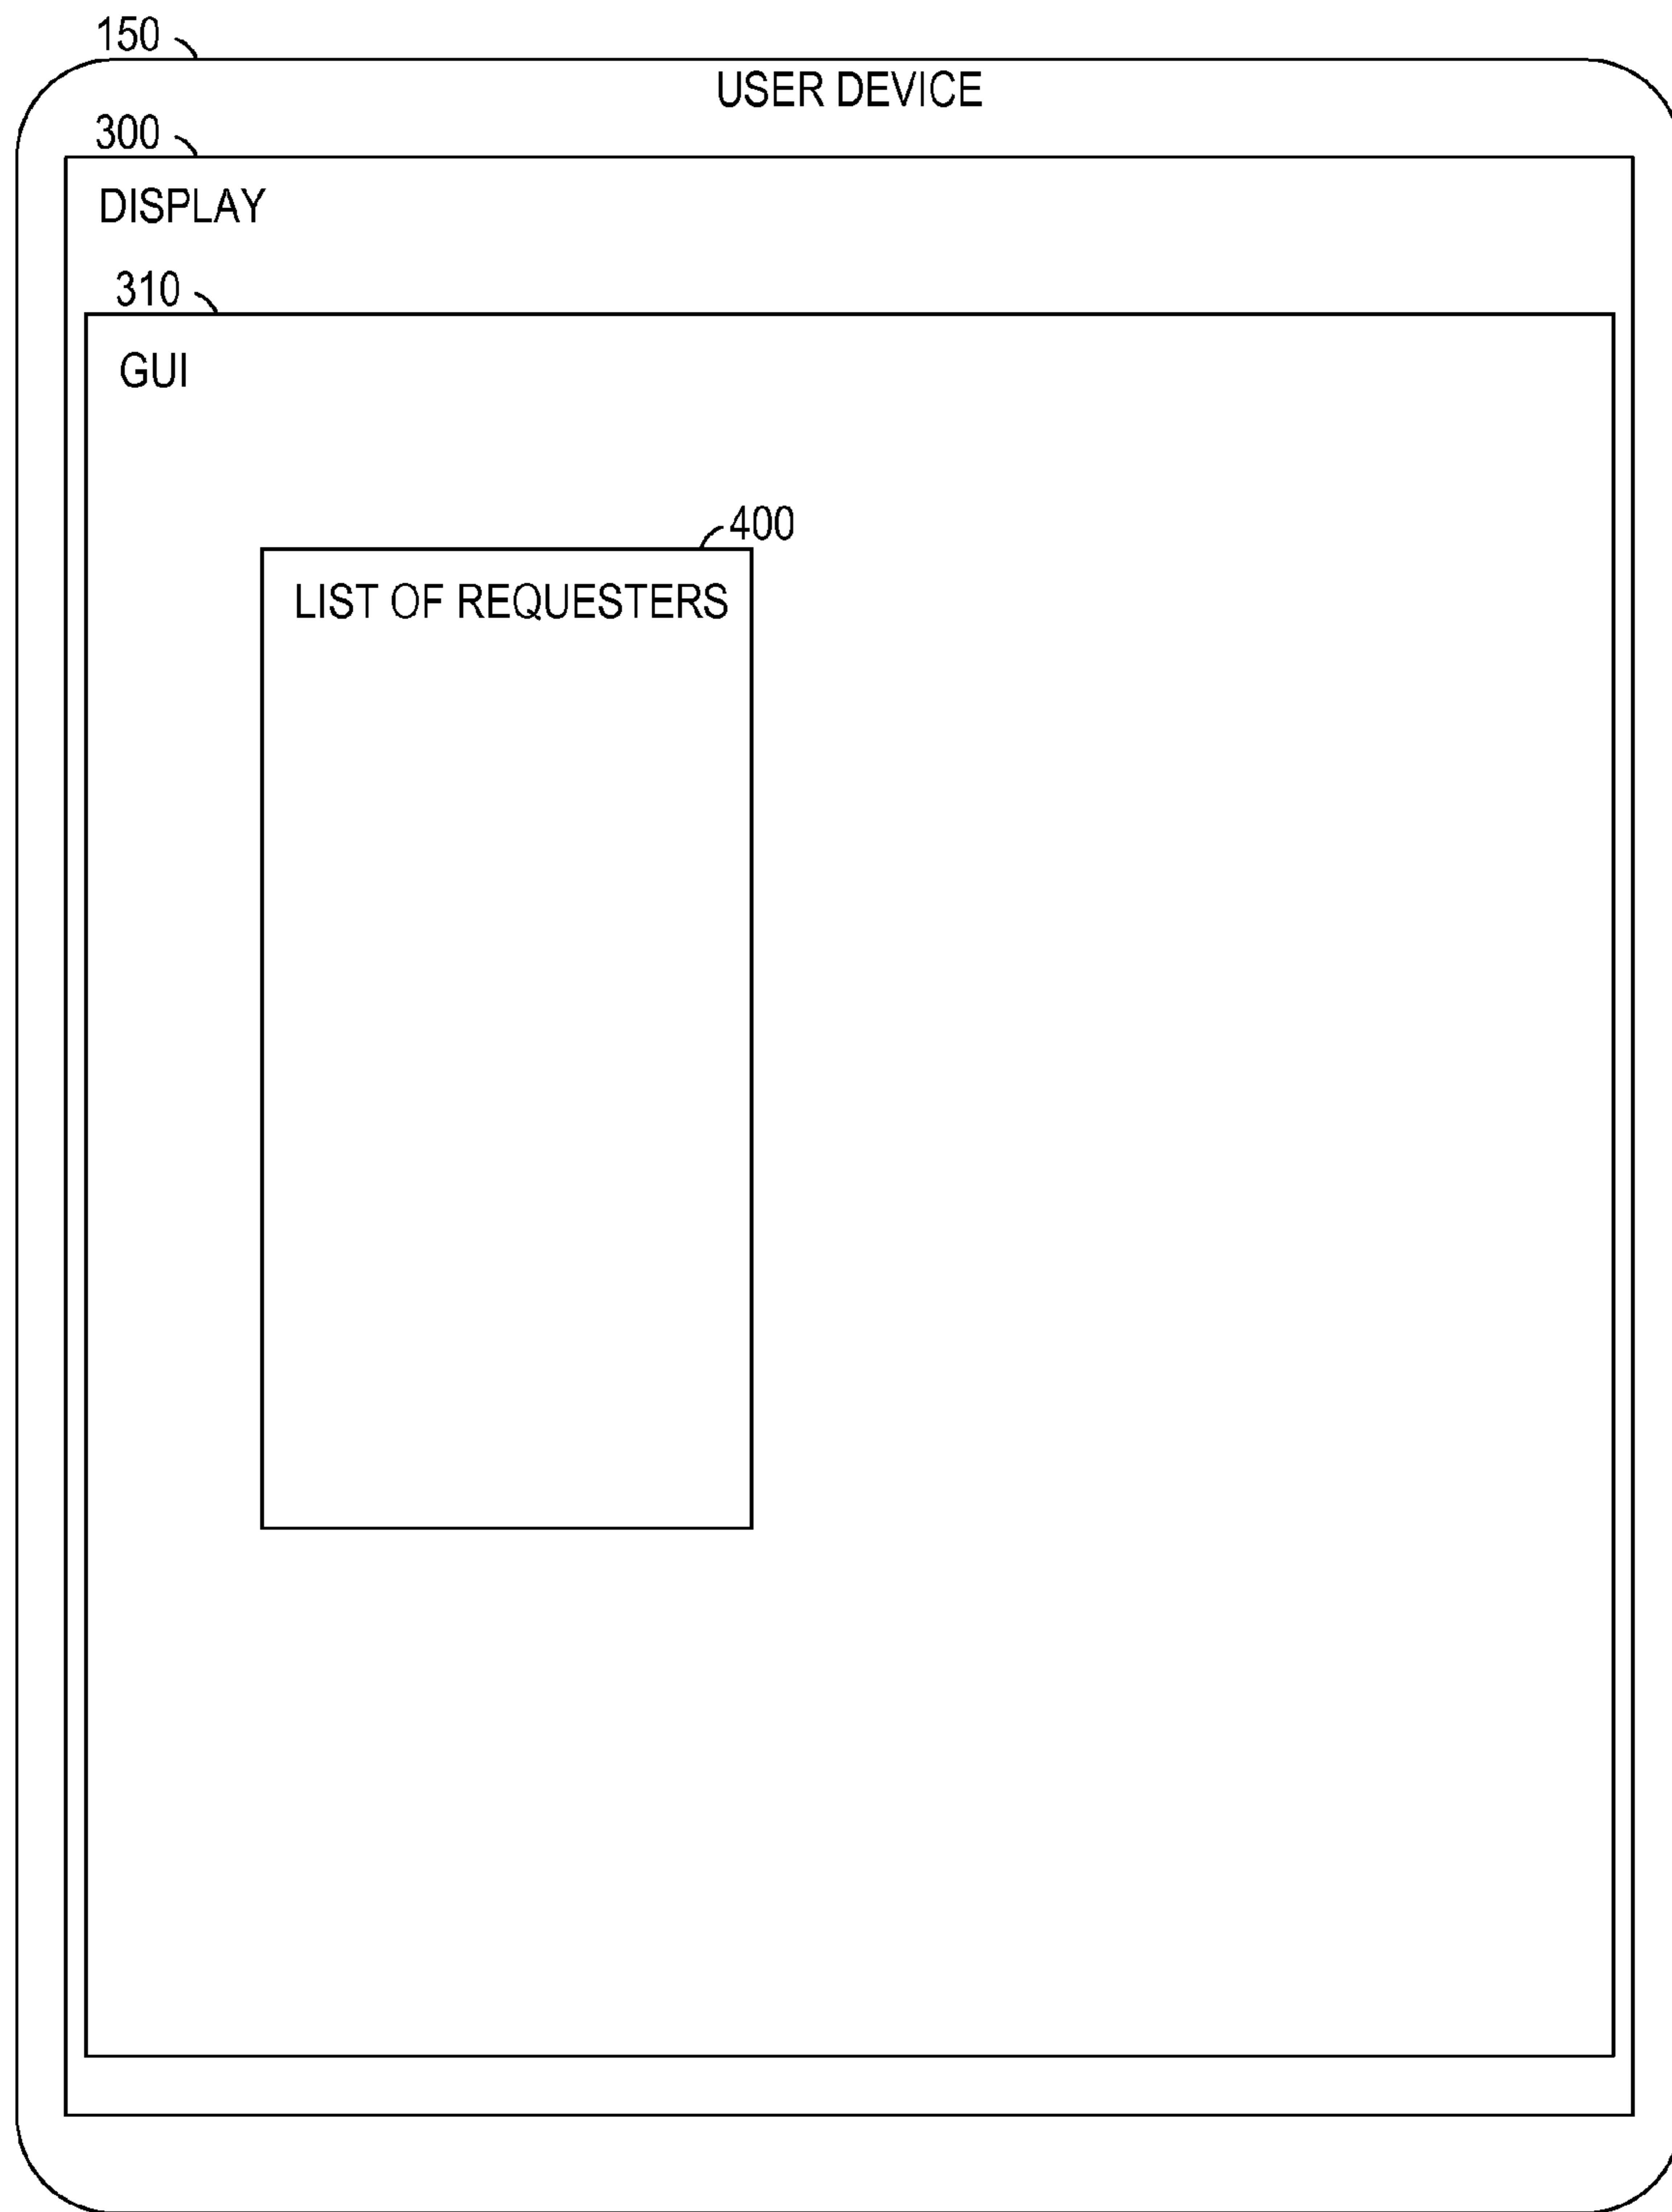 150
USER DEVICE
300
DISPLAY
310
GUI
400
LIST OF REQUESTERS